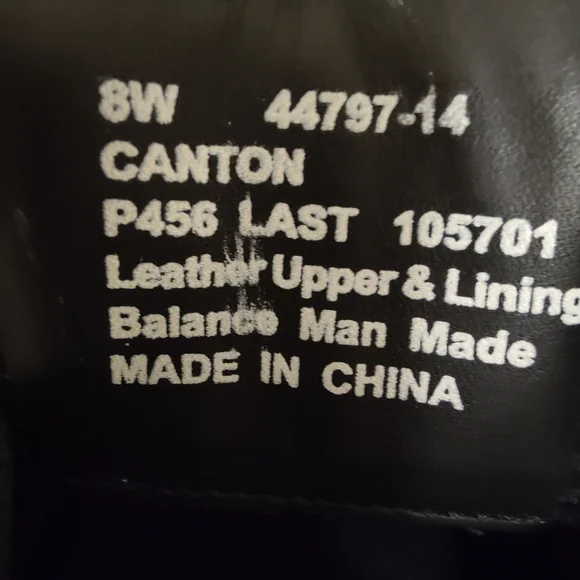 8W 44797-14
CANTON
P456 LAST 105701
Leather Upper & Lining
Balance Man Made
MADE IN CHINA